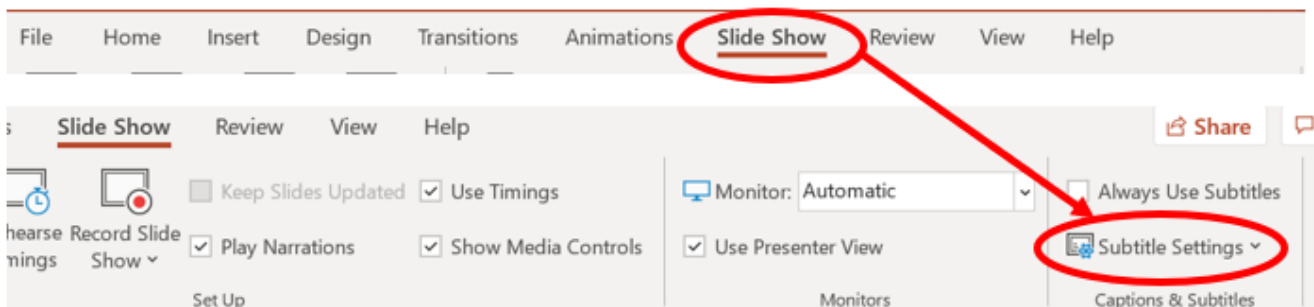 File Home Insert Design Transitions Animations Slide Show Review View Help
Slide Show Review View Help Share
Keep Slides Updated Use Timings Monitor: Automatic Always Use Subtitles
Record Slide Show Play Narrations Show Media Controls Use Presenter View Subtitle Settings
Set Up Monitors Captions & Subtitles